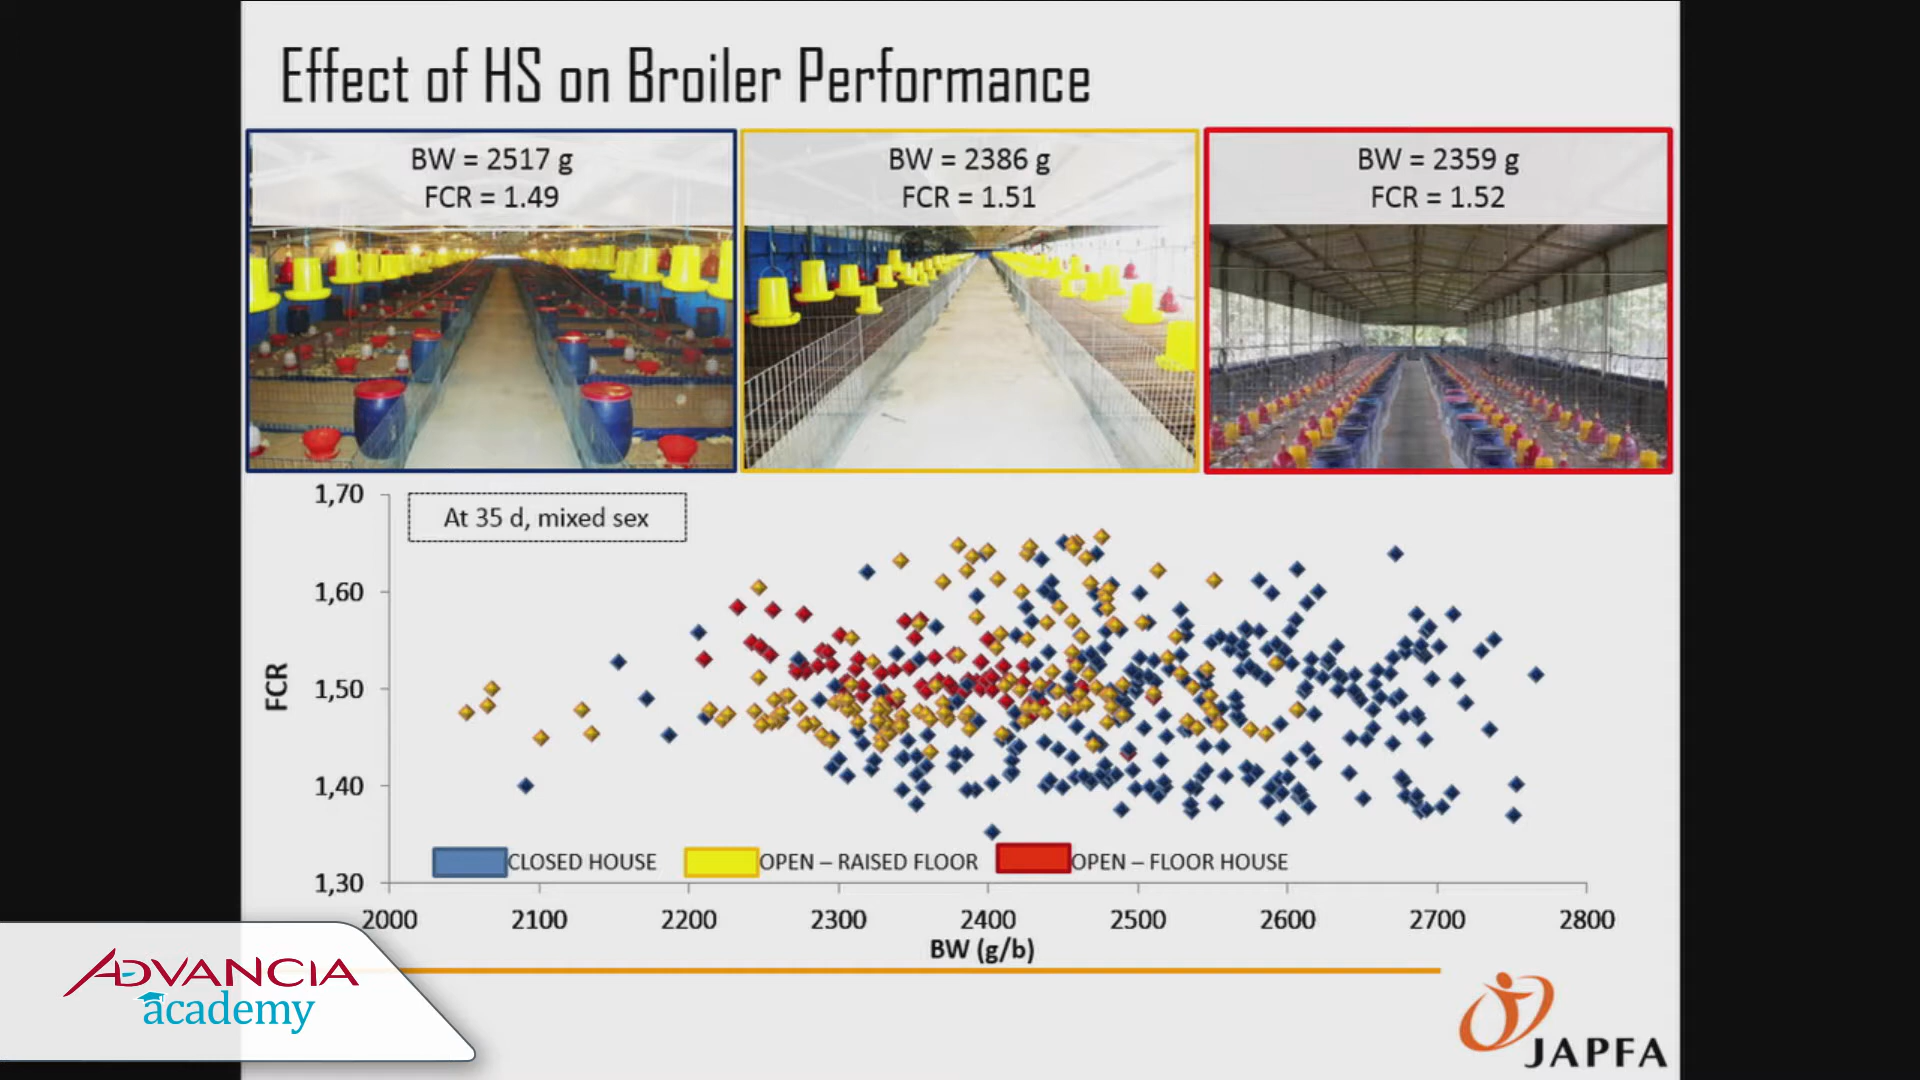 Effect of HS on Broiler Performance
BW = 2517 g
FCR = 1.49
BW = 2386 g
FCR = 1.51
BW = 2359 g
FCR = 1.52
At 35 d, mixed sex
FCR
1,70
1,60
1,50
1,40
1,30
CLOSED HOUSE
OPEN – RAISED FLOOR
OPEN – FLOOR HOUSE
2000 2100 2200 2300 2400 2500 2600 2700 2800
BW (g/b)
ADVANCIA
academy
JAPFA